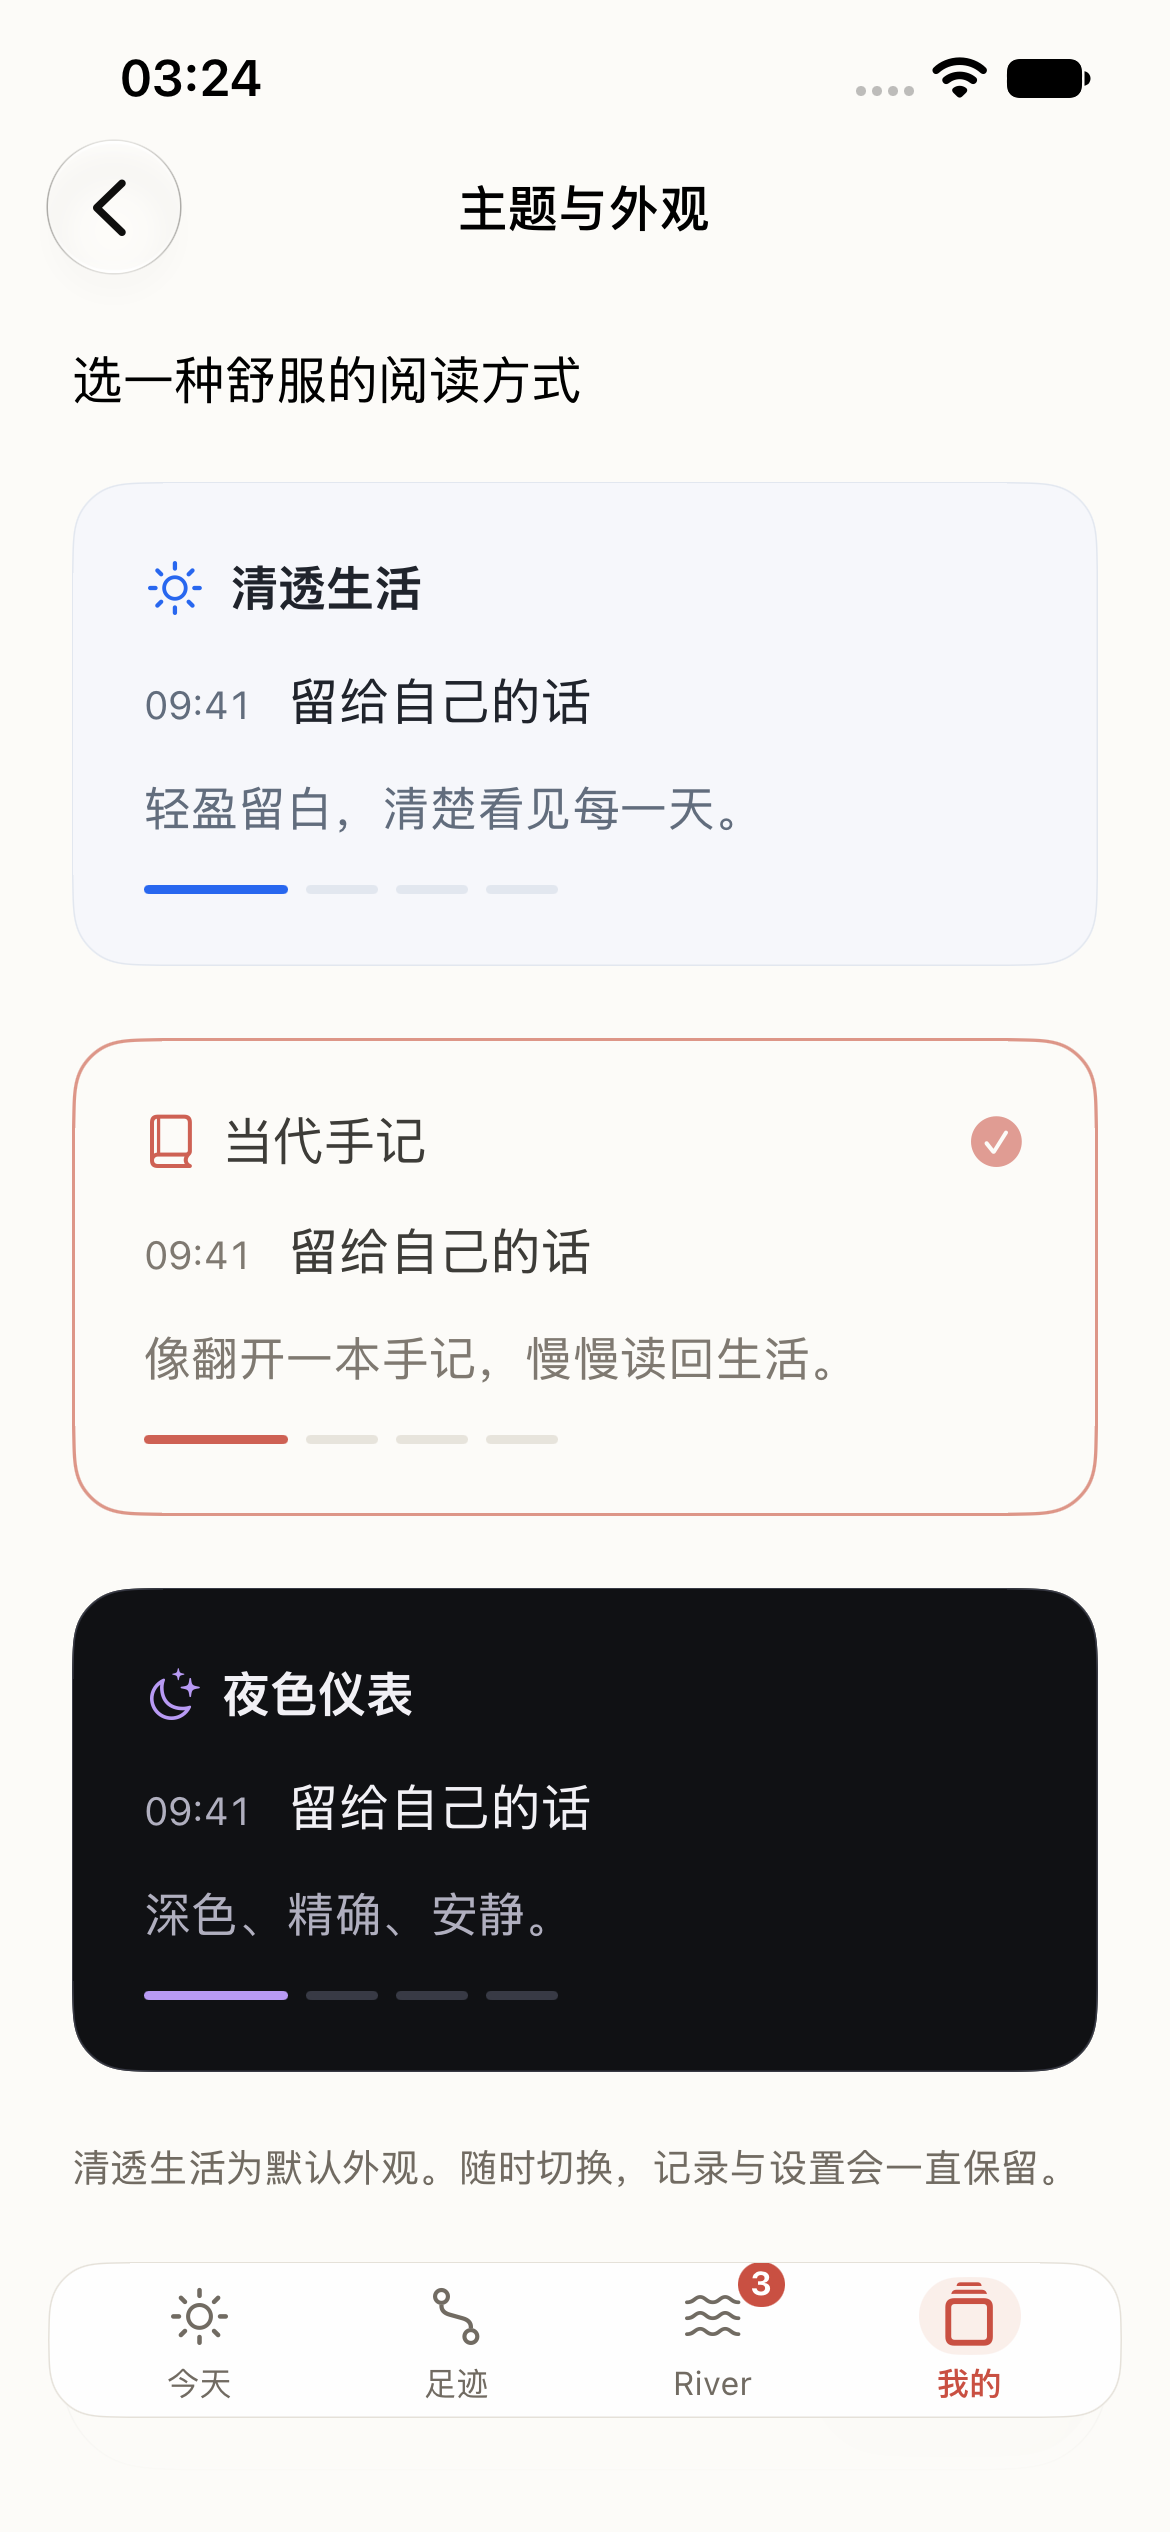 03:24
主题与外观
选一种舒服的阅读方式
清透生活
09:41 留给自己的话
轻盈留白，清楚看见每一天。
当代手记
09:41 留给自己的话
像翻开一本手记，慢慢读回生活。
夜色仪表
09:41 留给自己的话
深色、精确、安静。
清透生活为默认外观。随时切换，记录与设置会一直保留。
3
今天 足迹 River 我的